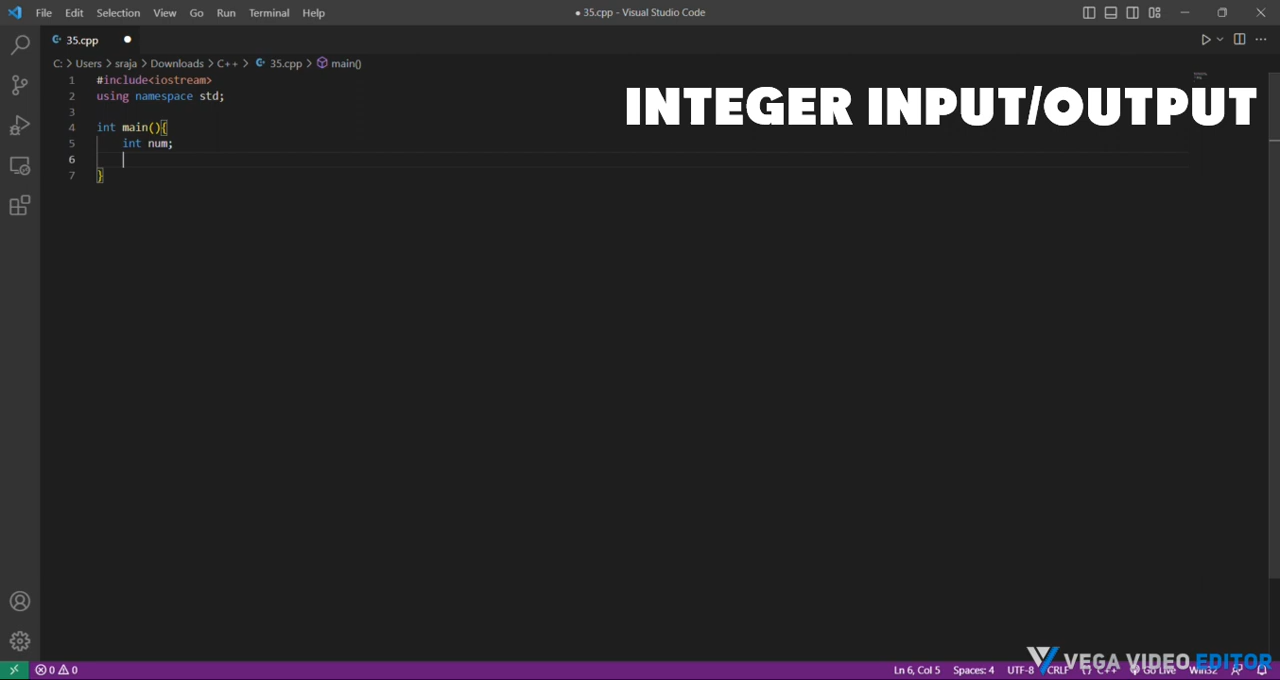 File Edit Selection View Go Run Terminal Help
● 35.cpp - Visual Studio Code
35.cpp
C: > Users > sraja > Downloads > C++ > 35.cpp > main()
1 #include<iostream>
2 using namespace std;
3
4 int main(){
5 int num;
6
7 }
INTEGER INPUT/OUTPUT
0 0
Ln 6, Col 5 Spaces: 4 UTF-8 CRLF {} C++ Go Live Win32
VEGA VIDEO EDITOR